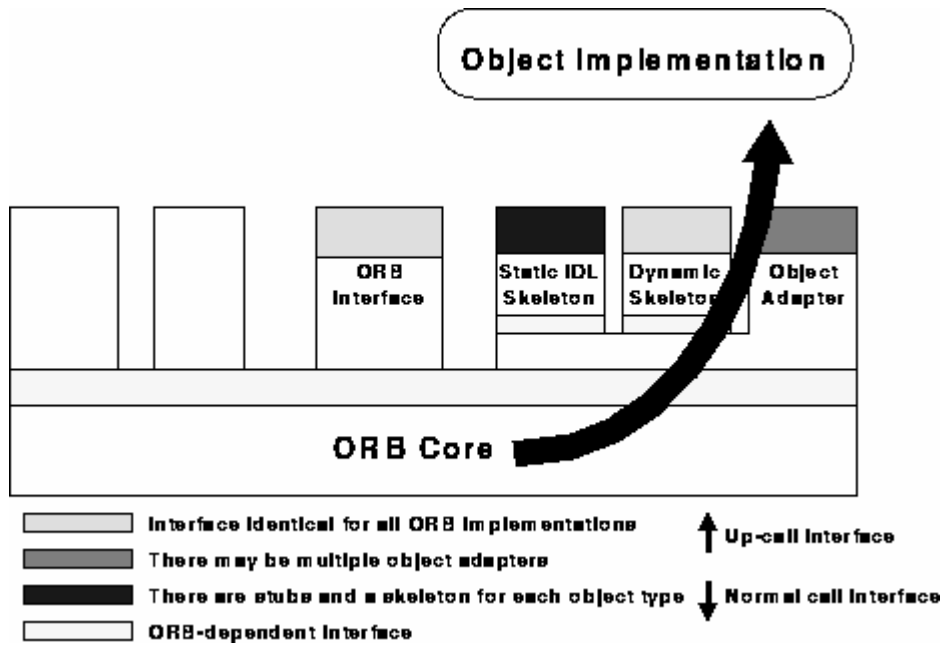 Object Implementation
ORB
Interface
Static IDL
Skeleton
Dynamic
Skeleton
Object
Adapter
ORB Core
Interface identical for all ORB implementations
There may be multiple object adapters
There are stubs and a skeleton for each object type
ORB-dependent interface
Up-call interface
Normal call interface